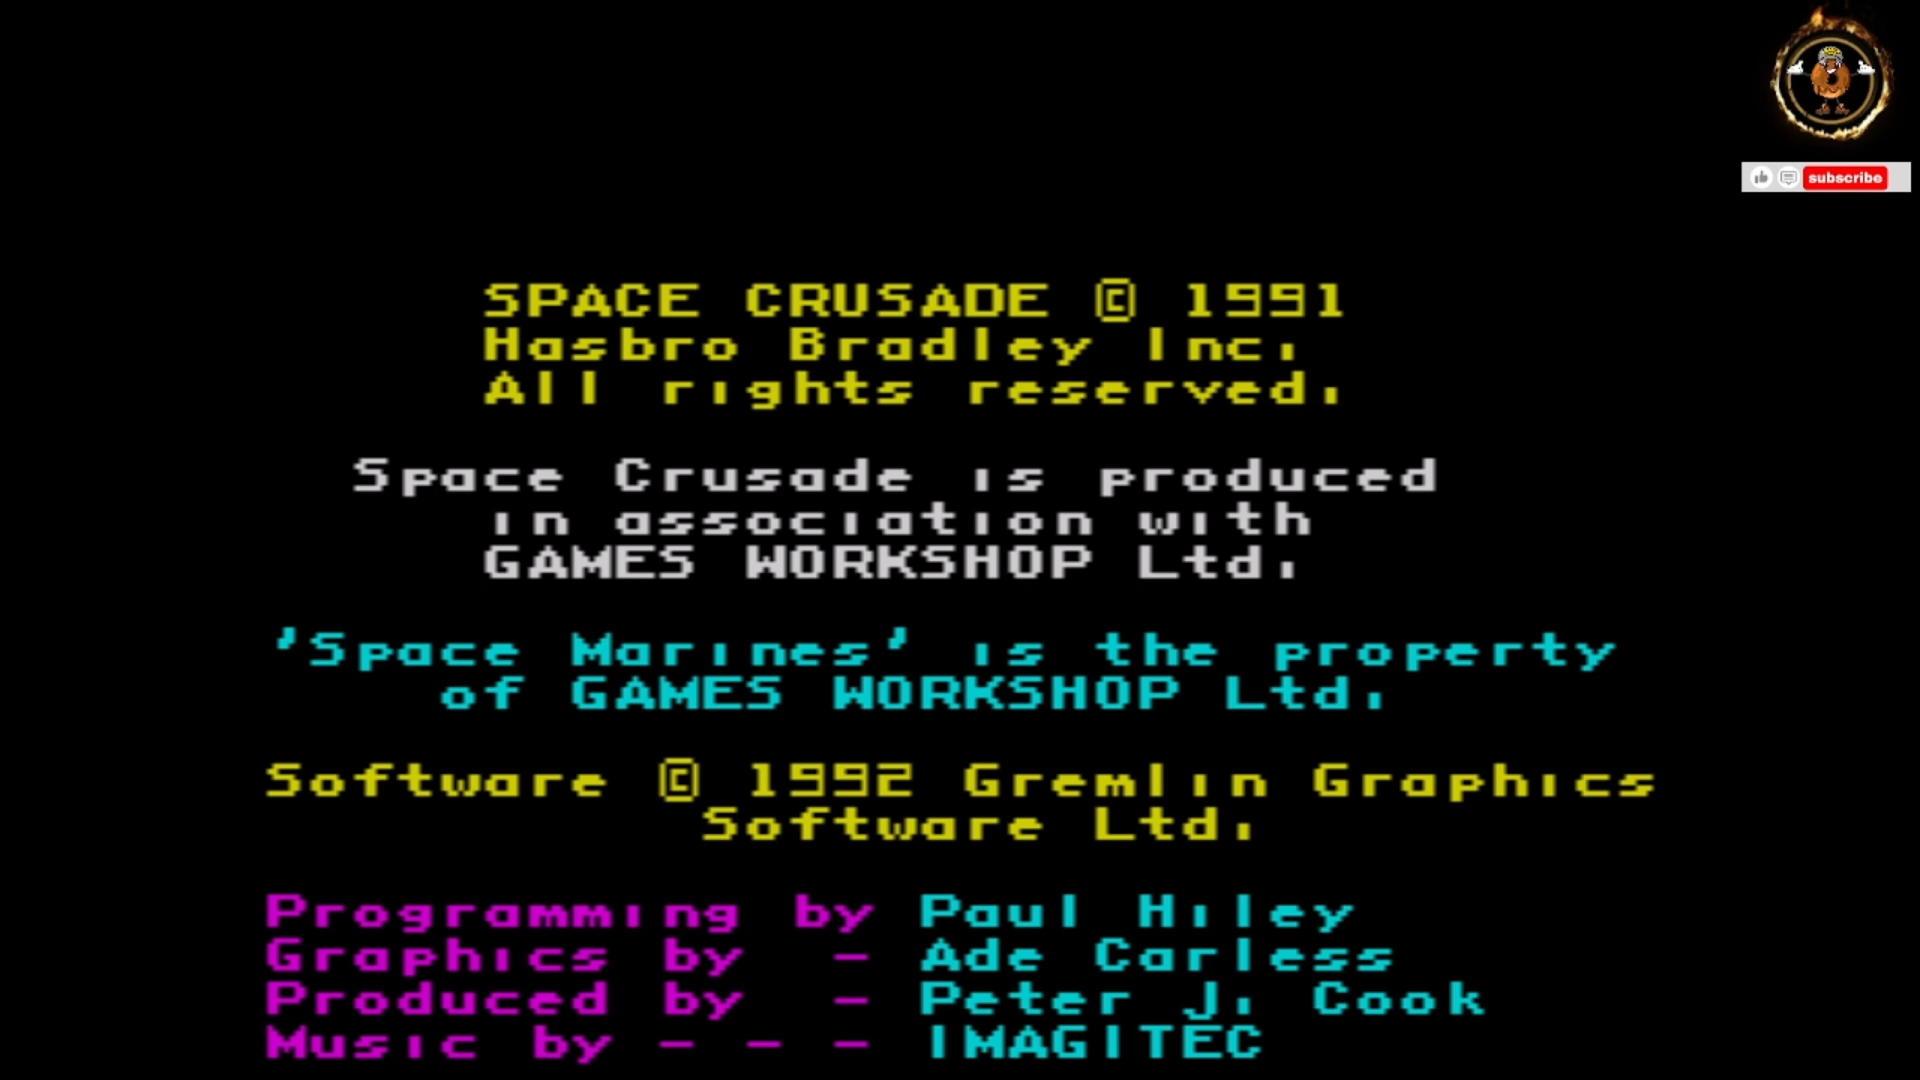 subscribe
SPACE CRUSADE © 1991
Hasbro Bradley Inc.
All rights reserved.
Space Crusade is produced
in association with
GAMES WORKSHOP Ltd.
'Space Marines' is the property
of GAMES WORKSHOP Ltd.
Software © 1992 Gremlin Graphics
Software Ltd.
Programming by Paul Hiley
Graphics by - Ade Carless
Produced by - Peter J. Cook
Music by - - - IMAGITEC